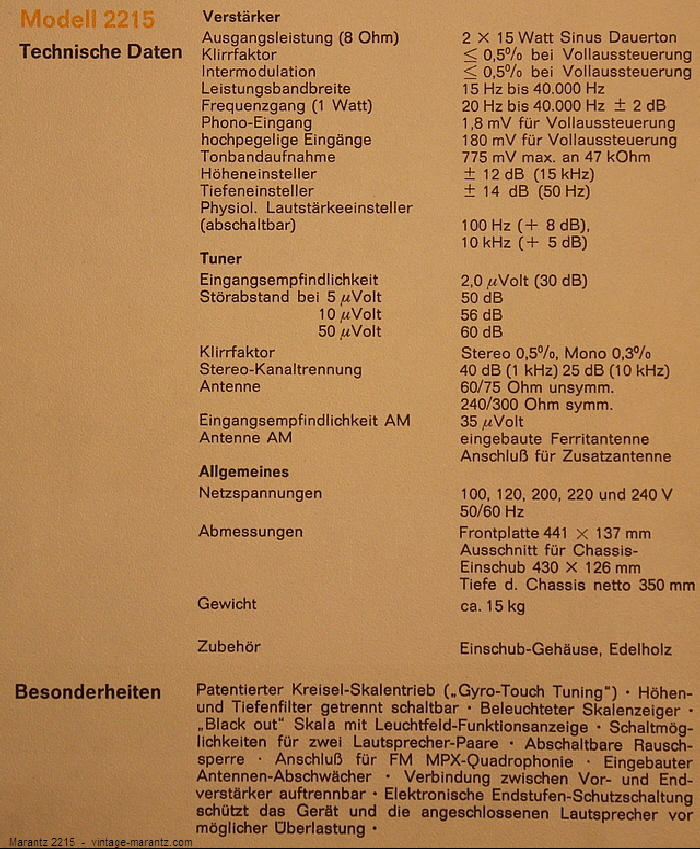 Modell 2215
Technische Daten
Verstärker
Ausgangsleistung (8 Ohm) 2 × 15 Watt Sinus Dauerton
Klirrfaktor ≤ 0,5% bei Vollaussteuerung
Intermodulation ≤ 0,5% bei Vollaussteuerung
Leistungsbandbreite 15 Hz bis 40.000 Hz
Frequenzgang (1 Watt) 20 Hz bis 40.000 Hz ± 2 dB
Phono-Eingang 1,8 mV für Vollaussteuerung
hochpegelige Eingänge 180 mV für Vollaussteuerung
Tonbandaufnahme 775 mV max. an 47 kOhm
Höheneinsteller ± 12 dB (15 kHz)
Tiefeneinsteller ± 14 dB (50 Hz)
Physiol. Lautstärkeeinsteller
(abschaltbar) 100 Hz (+ 8 dB),
10 kHz (+ 5 dB)
Tuner
Eingangsempfindlichkeit 2,0 µVolt (30 dB)
Störabstand bei 5 µVolt 50 dB
10 µVolt 56 dB
50 µVolt 60 dB
Klirrfaktor Stereo 0,5%, Mono 0,3%
Stereo-Kanaltrennung 40 dB (1 kHz) 25 dB (10 kHz)
Antenne 60/75 Ohm unsymm.
240/300 Ohm symm.
Eingangsempfindlichkeit AM 35 µVolt
Antenne AM eingebaute Ferritantenne
Anschluß für Zusatzantenne
Allgemeines
Netzspannungen 100, 120, 200, 220 und 240 V
50/60 Hz
Abmessungen Frontplatte 441 × 137 mm
Ausschnitt für Chassis-
Einschub 430 × 126 mm
Tiefe d. Chassis netto 350 mm
Gewicht ca. 15 kg
Zubehör Einschub-Gehäuse, Edelholz
Besonderheiten
Patentierter Kreisel-Skalentrieb („Gyro-Touch Tuning“) · Höhen-
und Tiefenfilter getrennt schaltbar · Beleuchteter Skalenzeiger ·
„Black out“ Skala mit Leuchtfeld-Funktionsanzeige · Schaltmög-
lichkeiten für zwei Lautsprecher-Paare · Abschaltbare Rausch-
sperre · Anschluß für FM MPX-Quadrophonie · Eingebauter
Antennen-Abschwächer · Verbindung zwischen Vor- und End-
verstärker auftrennbar · Elektronische Endstufen-Schutzschaltung
schützt das Gerät und die angeschlossenen Lautsprecher vor
möglicher Überlastung ·
Marantz 2215 - vintage-marantz.com